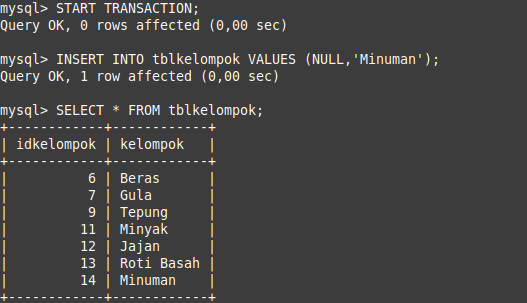 mysql> START TRANSACTION;
Query OK, 0 rows affected (0,00 sec)
mysql> INSERT INTO tblkelompok VALUES (NULL,'Minuman');
Query OK, 1 row affected (0,00 sec)
mysql> SELECT * FROM tblkelompok;
+------------+------------+
| idkelompok | kelompok   |
+------------+------------+
|          6 | Beras      |
|          7 | Gula       |
|          9 | Tepung     |
|         11 | Minyak     |
|         12 | Jajan      |
|         13 | Roti Basah |
|         14 | Minuman    |
+------------+------------+